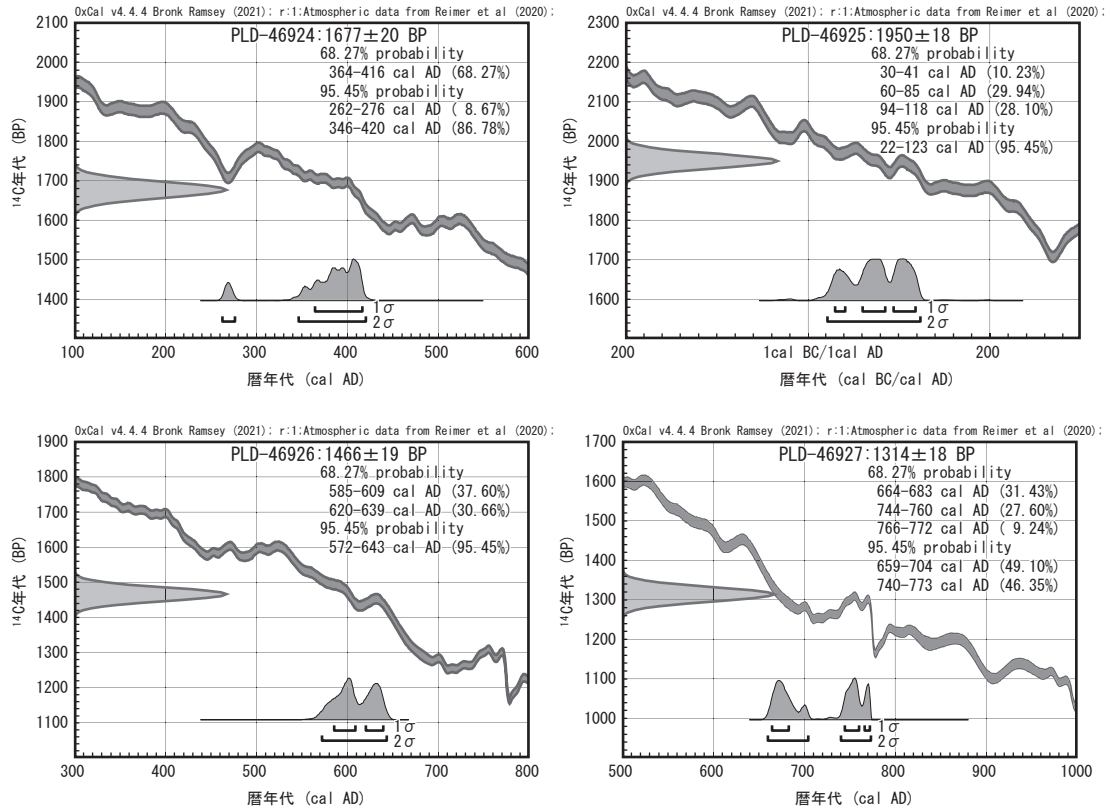 OxCal v4.4.4 Bronk Ramsey (2021); r:1;Atmospheric data from Reimer et al (2020);
PLD-46924:1677±20 BP
68.27% probability
364-416 cal AD (68.27%)
95.45% probability
262-276 cal AD ( 8.67%)
346-420 cal AD (86.78%)
14C年代 (BP)
2100
2000
1900
1800
1700
1600
1500
1400
1σ
2σ
100 200 300 400 500 600
暦年代 (cal AD)
OxCal v4.4.4 Bronk Ramsey (2021); r:1;Atmospheric data from Reimer et al (2020);
PLD-46925:1950±18 BP
68.27% probability
30-41 cal AD (10.23%)
60-85 cal AD (29.94%)
94-118 cal AD (28.10%)
95.45% probability
22-123 cal AD (95.45%)
14C年代 (BP)
2300
2200
2100
2000
1900
1800
1700
1600
1σ
2σ
200 1cal BC/1cal AD 200
暦年代 (cal BC/cal AD)
OxCal v4.4.4 Bronk Ramsey (2021); r:1;Atmospheric data from Reimer et al (2020);
PLD-46926:1466±19 BP
68.27% probability
585-609 cal AD (37.60%)
620-639 cal AD (30.66%)
95.45% probability
572-643 cal AD (95.45%)
14C年代 (BP)
1900
1800
1700
1600
1500
1400
1300
1200
1100
1σ
2σ
300 400 500 600 700 800
暦年代 (cal AD)
OxCal v4.4.4 Bronk Ramsey (2021); r:1;Atmospheric data from Reimer et al (2020);
PLD-46927:1314±18 BP
68.27% probability
664-683 cal AD (31.43%)
744-760 cal AD (27.60%)
766-772 cal AD ( 9.24%)
95.45% probability
659-704 cal AD (49.10%)
740-773 cal AD (46.35%)
14C年代 (BP)
1700
1600
1500
1400
1300
1200
1100
1000
1σ
2σ
500 600 700 800 900 1000
暦年代 (cal AD)